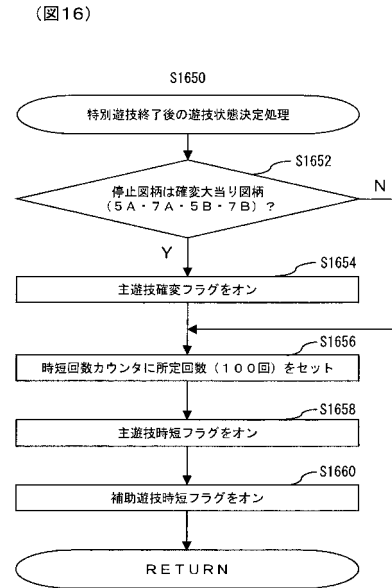 (図16)
S1650
特別遊技終了後の遊技状態決定処理
S1652
停止図柄は確変大当り図柄
(5A・7A・5B・7B)?
N
Y
S1654
主遊技確変フラグをオン
S1656
時短回数カウンタに所定回数(100回)をセット
S1658
主遊技時短フラグをオン
S1660
補助遊技時短フラグをオン
RETURN